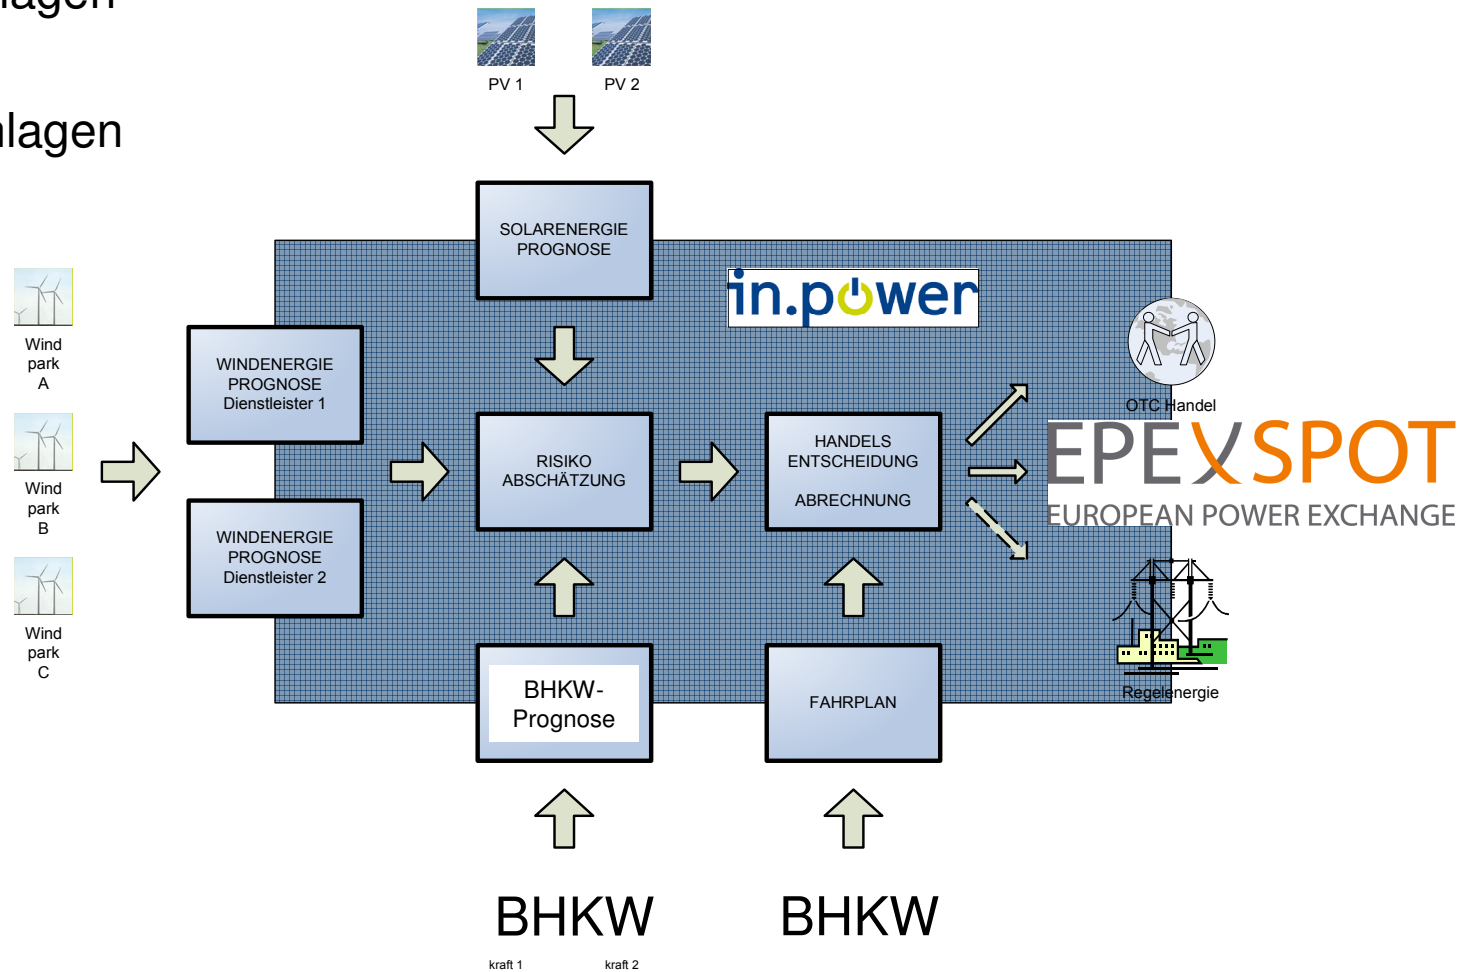 PV 1
PV 2
SOLARENERGIE
PROGNOSE
in.power
Wind
park
A
WINDENERGIE
PROGNOSE
Dienstleister 1
OTC Handel
EPEXSPOT
EUROPEAN POWER EXCHANGE
Wind
park
B
RISIKO
ABSCHÄTZUNG
HANDELS
ENTSCHEIDUNG
ABRECHNUNG
WINDENERGIE
PROGNOSE
Dienstleister 2
Wind
park
C
BHKW-
Prognose
FAHRPLAN
Regelenergie
BHKW
BHKW
kraft 1
kraft 2